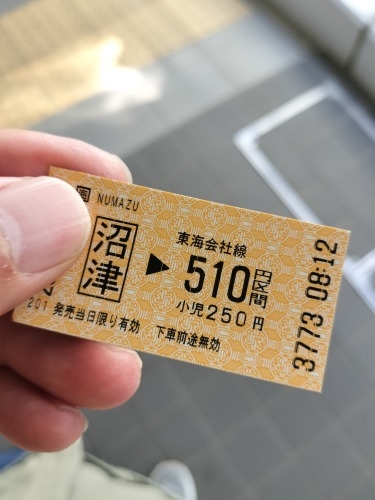 NUMAZU
沼津
東海会社線
▶510円区間
小児250円
201 発売当日限り有効 下車前途無効
3773 08:12